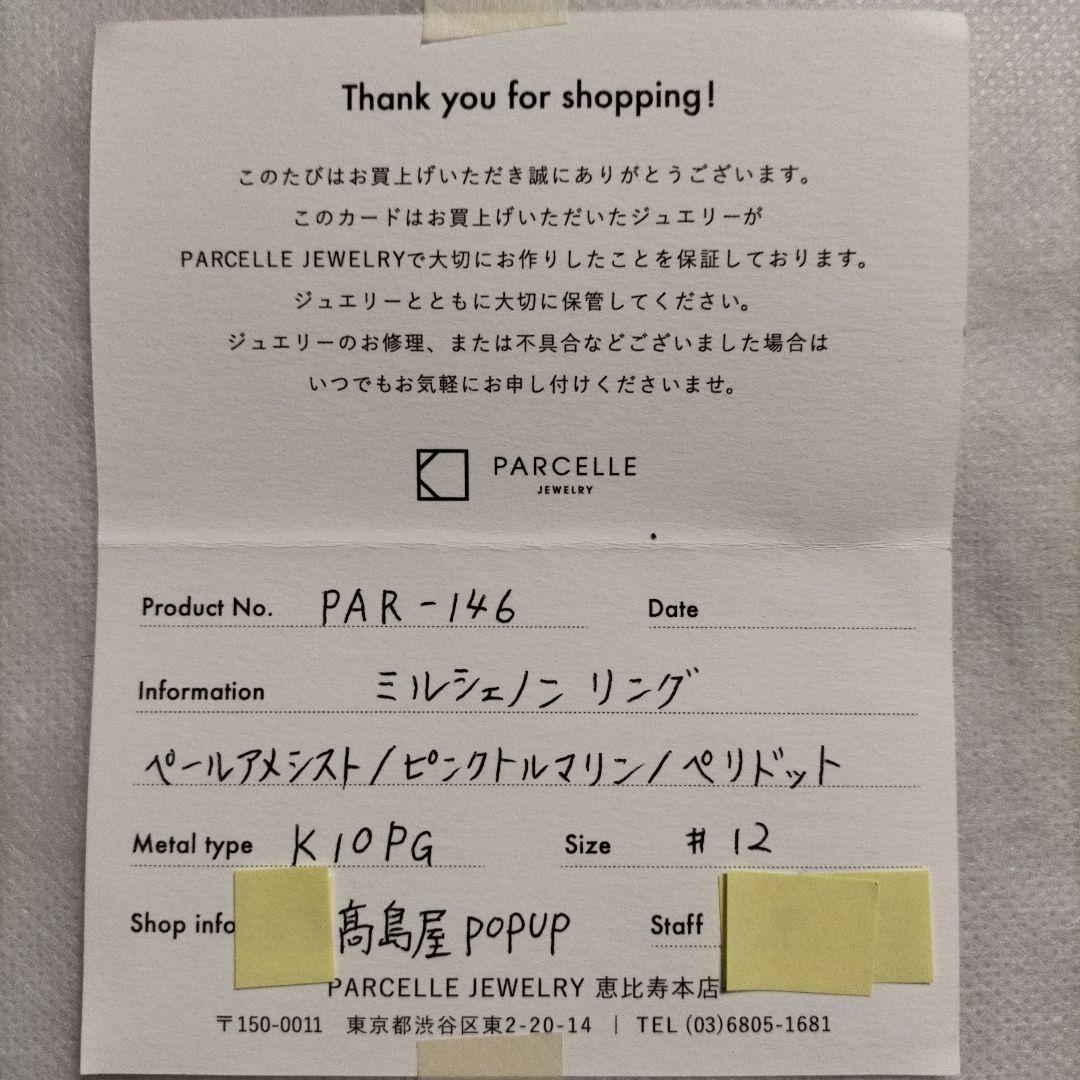 Thank you for shopping!
このたびはお買上げいただき誠にありがとうございます。
このカードはお買上げいただいたジュエリーが
PARCELLE JEWELRYで大切にお作りしたことを保証しております。
ジュエリーとともに大切に保管してください。
ジュエリーのお修理、または不具合などございました場合は
いつでもお気軽にお申し付けくださいませ。
PARCELLE
JEWELRY
Product No. PAR-146 Date
Information ミルシェノン リング
ペールアメシスト/ピンクトルマリン/ペリドット
Metal type K10PG Size #12
Shop info 髙島屋 POPUP Staff
PARCELLE JEWELRY 恵比寿本店
〒150-0011 東京都渋谷区東2-20-14 | TEL (03)6805-1681